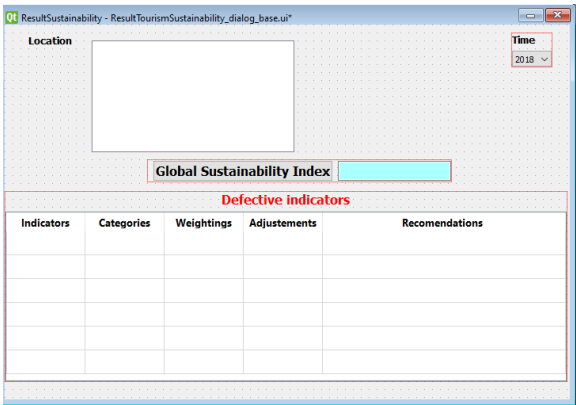 ResultSustainability - ResultTourismSustainability_dialog_base.ui*
Location
Time
2018
Global Sustainability Index
Defective indicators
Indicators Categories Weightings Adjustements Recomendations